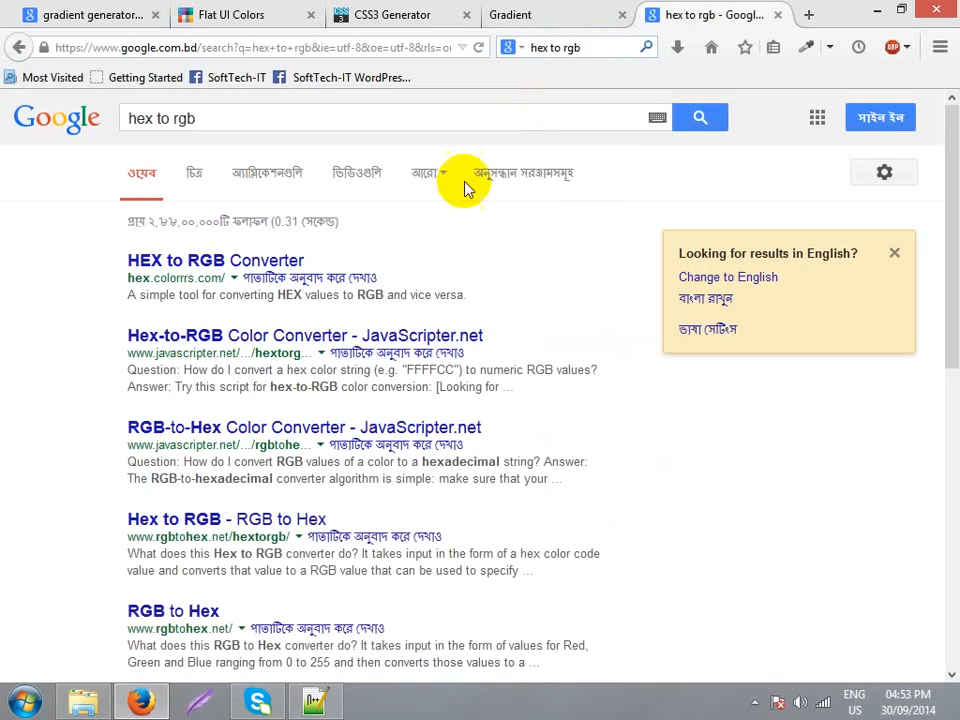 gradient generator...
Flat UI Colors
CSS3 Generator
Gradient
hex to rgb - Googl...
https://www.google.com.bd/search?q=hex+to+rgb&ie=utf-8&oe=utf-8&rls=o
hex to rgb
Most Visited
Getting Started
SoftTech-IT
SoftTech-IT WordPres...
Google
hex to rgb
সাইন ইন
ওয়েব
চিত্র
অ্যাপ্লিকেশনগুলি
ভিডিওগুলি
আরো
অনুসন্ধান সরঞ্জামসমূহ
প্রায় ২,৮৮,০০,০০০টি ফলাফল (0.31 সেকেন্ড)
HEX to RGB Converter
hex.colorrrs.com/ পাতাটিকে অনুবাদ করে দেখাও
A simple tool for converting HEX values to RGB and vice versa.
Hex-to-RGB Color Converter - JavaScripter.net
www.javascripter.net/.../hextorg... পাতাটিকে অনুবাদ করে দেখাও
Question: How do I convert a hex color string (e.g. "FFFFCC") to numeric RGB values?
Answer: Try this script for hex-to-RGB color conversion: [Looking for ...
RGB-to-Hex Color Converter - JavaScripter.net
www.javascripter.net/.../rgbtohe... পাতাটিকে অনুবাদ করে দেখাও
Question: How do I convert RGB values of a color to a hexadecimal string? Answer:
The RGB-to-hexadecimal converter algorithm is simple: make sure that your ...
Hex to RGB - RGB to Hex
www.rgbtohex.net/hextorgb/ পাতাটিকে অনুবাদ করে দেখাও
What does this Hex to RGB converter do? It takes input in the form of a hex color code
value and converts that value to a RGB value that can be used to specify ...
RGB to Hex
www.rgbtohex.net/ পাতাটিকে অনুবাদ করে দেখাও
What does this RGB to Hex converter do? It takes input in the form of values for Red,
Green and Blue ranging from 0 to 255 and then converts those values to a ...
Looking for results in English?
Change to English
বাংলা রাখুন
ভাষা সেটিংস
ENG
US
04:53 PM
30/09/2014